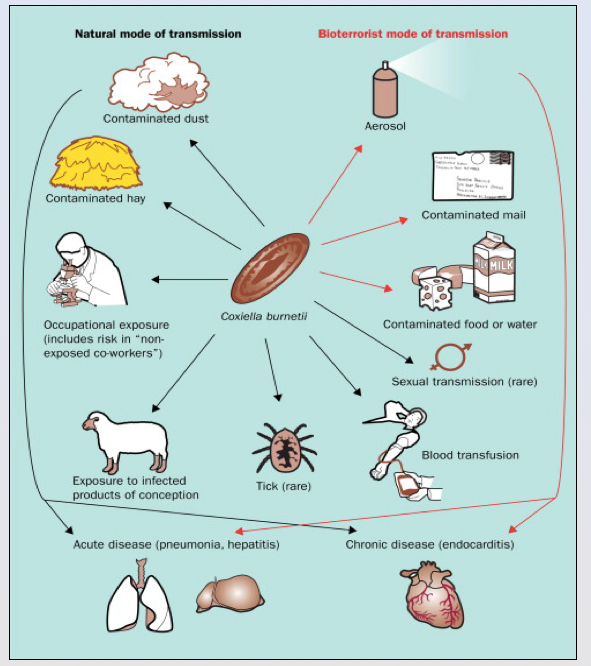 Natural mode of transmission
Bioterrorist mode of transmission
Contaminated dust
Aerosol
Contaminated hay
Contaminated mail
MILK
MILK
Occupational exposure
(includes risk in “non-
exposed co-workers”)
Coxiella burnetii
Contaminated food or water
Sexual transmission (rare)
Exposure to infected
products of conception
Tick (rare)
Blood transfusion
Acute disease (pneumonia, hepatitis)
Chronic disease (endocarditis)